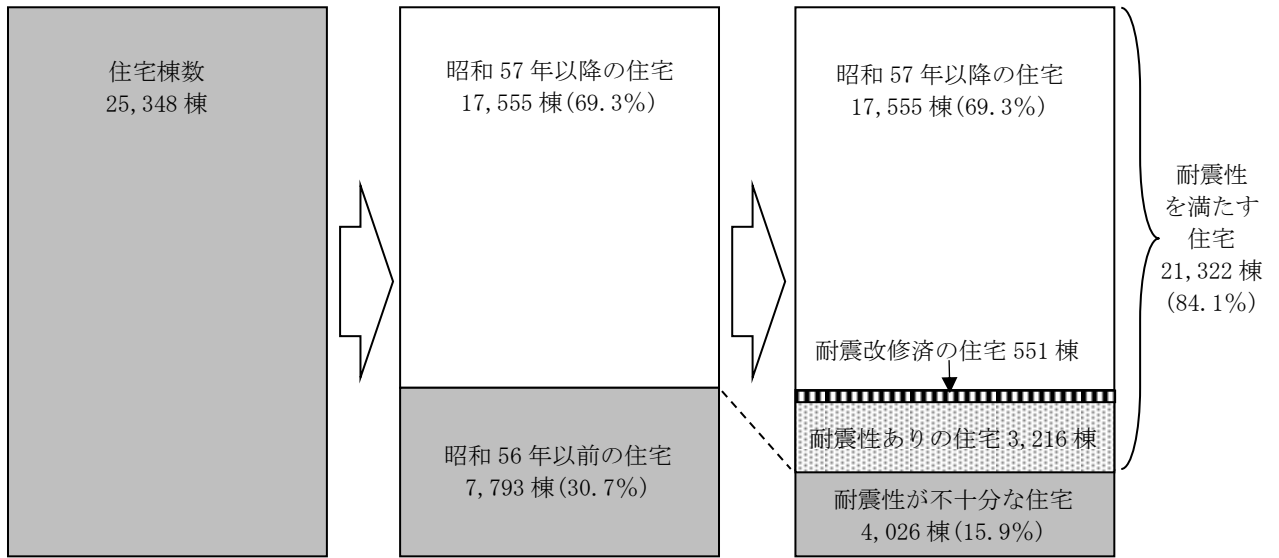 住宅棟数
25,348 棟
昭和 57 年以降の住宅
17,555 棟(69.3%)
昭和 56 年以前の住宅
7,793 棟(30.7%)
昭和 57 年以降の住宅
17,555 棟(69.3%)
耐震改修済の住宅 551 棟
耐震性ありの住宅 3,216 棟
耐震性が不十分な住宅
4,026 棟(15.9%)
耐震性
を満たす
住宅
21,322 棟
(84.1%)